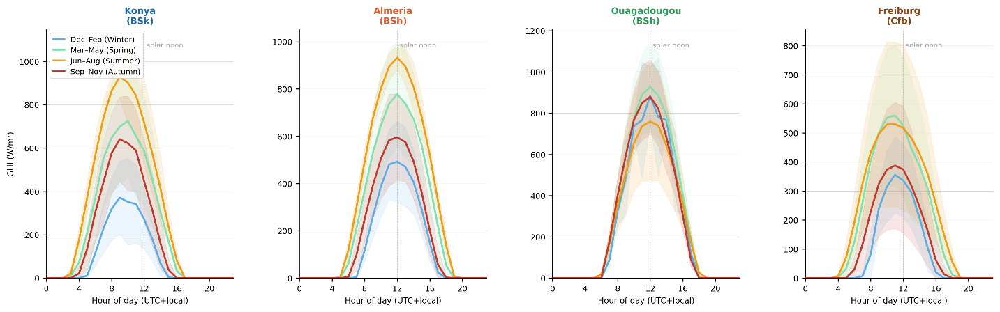 Konya
(BSk)
Dec–Feb (Winter)
Mar–May (Spring)
Jun–Aug (Summer)
Sep–Nov (Autumn)
solar noon
GHI (W/m²)
0
200
400
600
800
1000
0
4
8
12
16
20
Hour of day (UTC+local)
Almeria
(BSh)
solar noon
0
200
400
600
800
1000
0
4
8
12
16
20
Hour of day (UTC+local)
Ouagadougou
(BSh)
solar noon
0
200
400
600
800
1000
1200
0
4
8
12
16
20
Hour of day (UTC+local)
Freiburg
(Cfb)
solar noon
0
100
200
300
400
500
600
700
800
0
4
8
12
16
20
Hour of day (UTC+local)